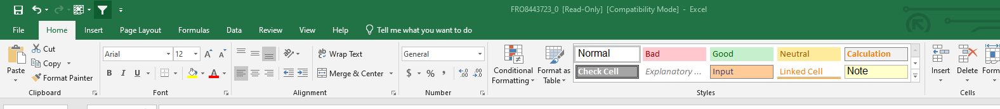 FRO8443723_0 [Read-Only] [Compatibility Mode] - Excel
File Home Insert Page Layout Formulas Data Review View Help Tell me what you want to do
Paste
Cut
Copy
Format Painter
Clipboard
Arial 12 A A
B I U A
Font
ab
c
Wrap Text
Merge & Center
Alignment
General
$ % ,
Number
Conditional
Formatting
Format as
Table
Normal Bad Good Neutral Calculation
Check Cell Explanatory ... Input Linked Cell Note
Styles
Insert Delete Form
Cells